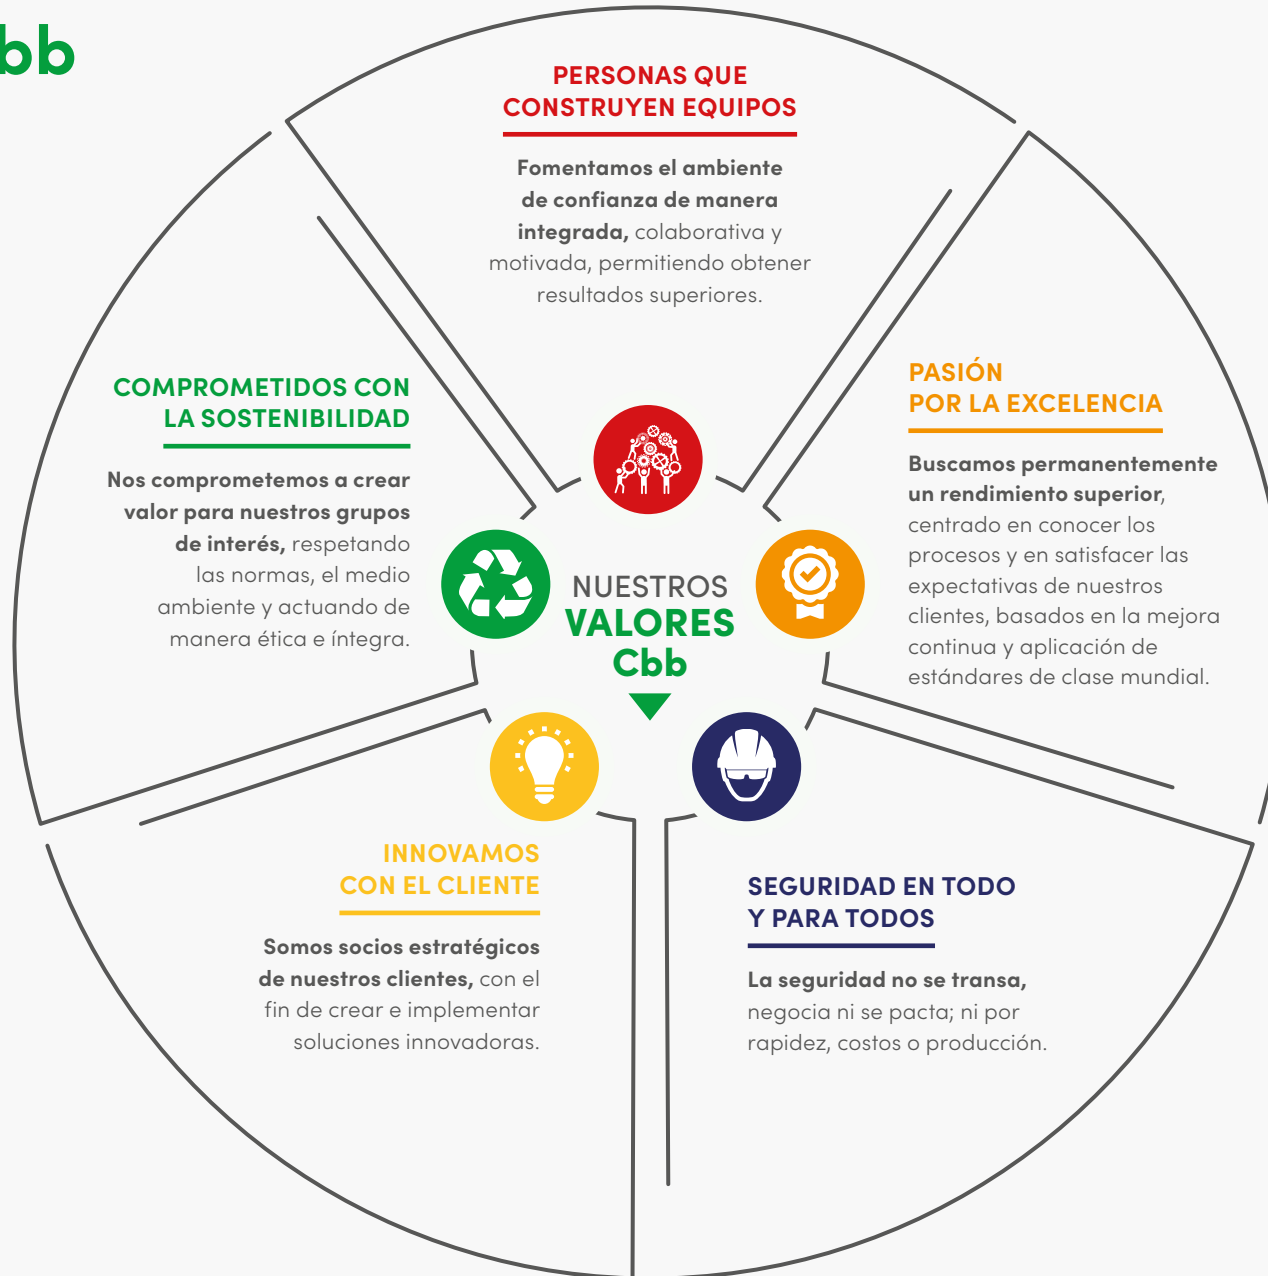 bb
PERSONAS QUE
CONSTRUYEN EQUIPOS
Fomentamos el ambiente
de confianza de manera
integrada, colaborativa y
motivada, permitiendo obtener
resultados superiores.
COMPROMETIDOS CON
LA SOSTENIBILIDAD
Nos comprometemos a crear
valor para nuestros grupos
de interés, respetando
las normas, el medio
ambiente y actuando de
manera ética e íntegra.
PASIÓN
POR LA EXCELENCIA
Buscamos permanentemente
un rendimiento superior,
centrado en conocer los
procesos y en satisfacer las
expectativas de nuestros
clientes, basados en la mejora
continua y aplicación de
estándares de clase mundial.
NUESTROS
VALORES
Cbb
INNOVAMOS
CON EL CLIENTE
Somos socios estratégicos
de nuestros clientes, con el
fin de crear e implementar
soluciones innovadoras.
SEGURIDAD EN TODO
Y PARA TODOS
La seguridad no se transa,
negocia ni se pacta; ni por
rapidez, costos o producción.